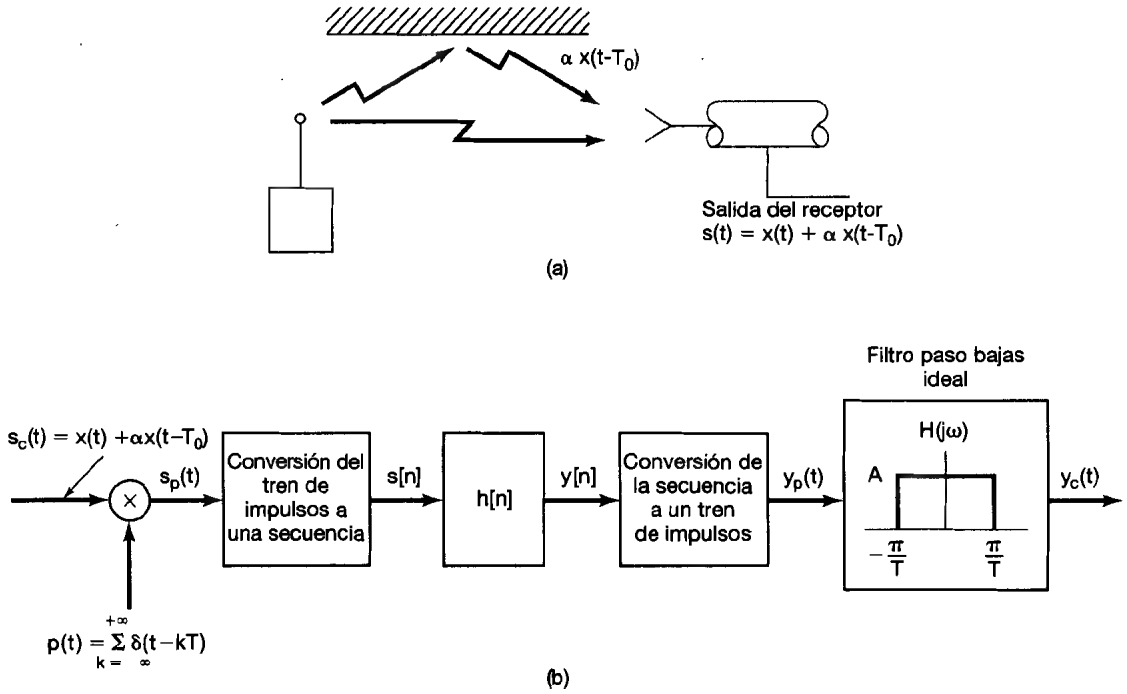 α x(t-T₀)
Salida del receptor
s(t) = x(t) + α x(t-T₀)
(a)
Filtro paso bajas
ideal
s_c(t) = x(t) +αx(t-T₀)
s_p(t)
Conversión del
tren de
impulsos a
una secuencia
s[n]
h[n]
y[n]
Conversión de
la secuencia
a un tren
de impulsos
y_p(t)
H(jω)
A
-π/T
π/T
y_c(t)
×
+∞
p(t) = Σ δ(t-kT)
k = ∞
(b)